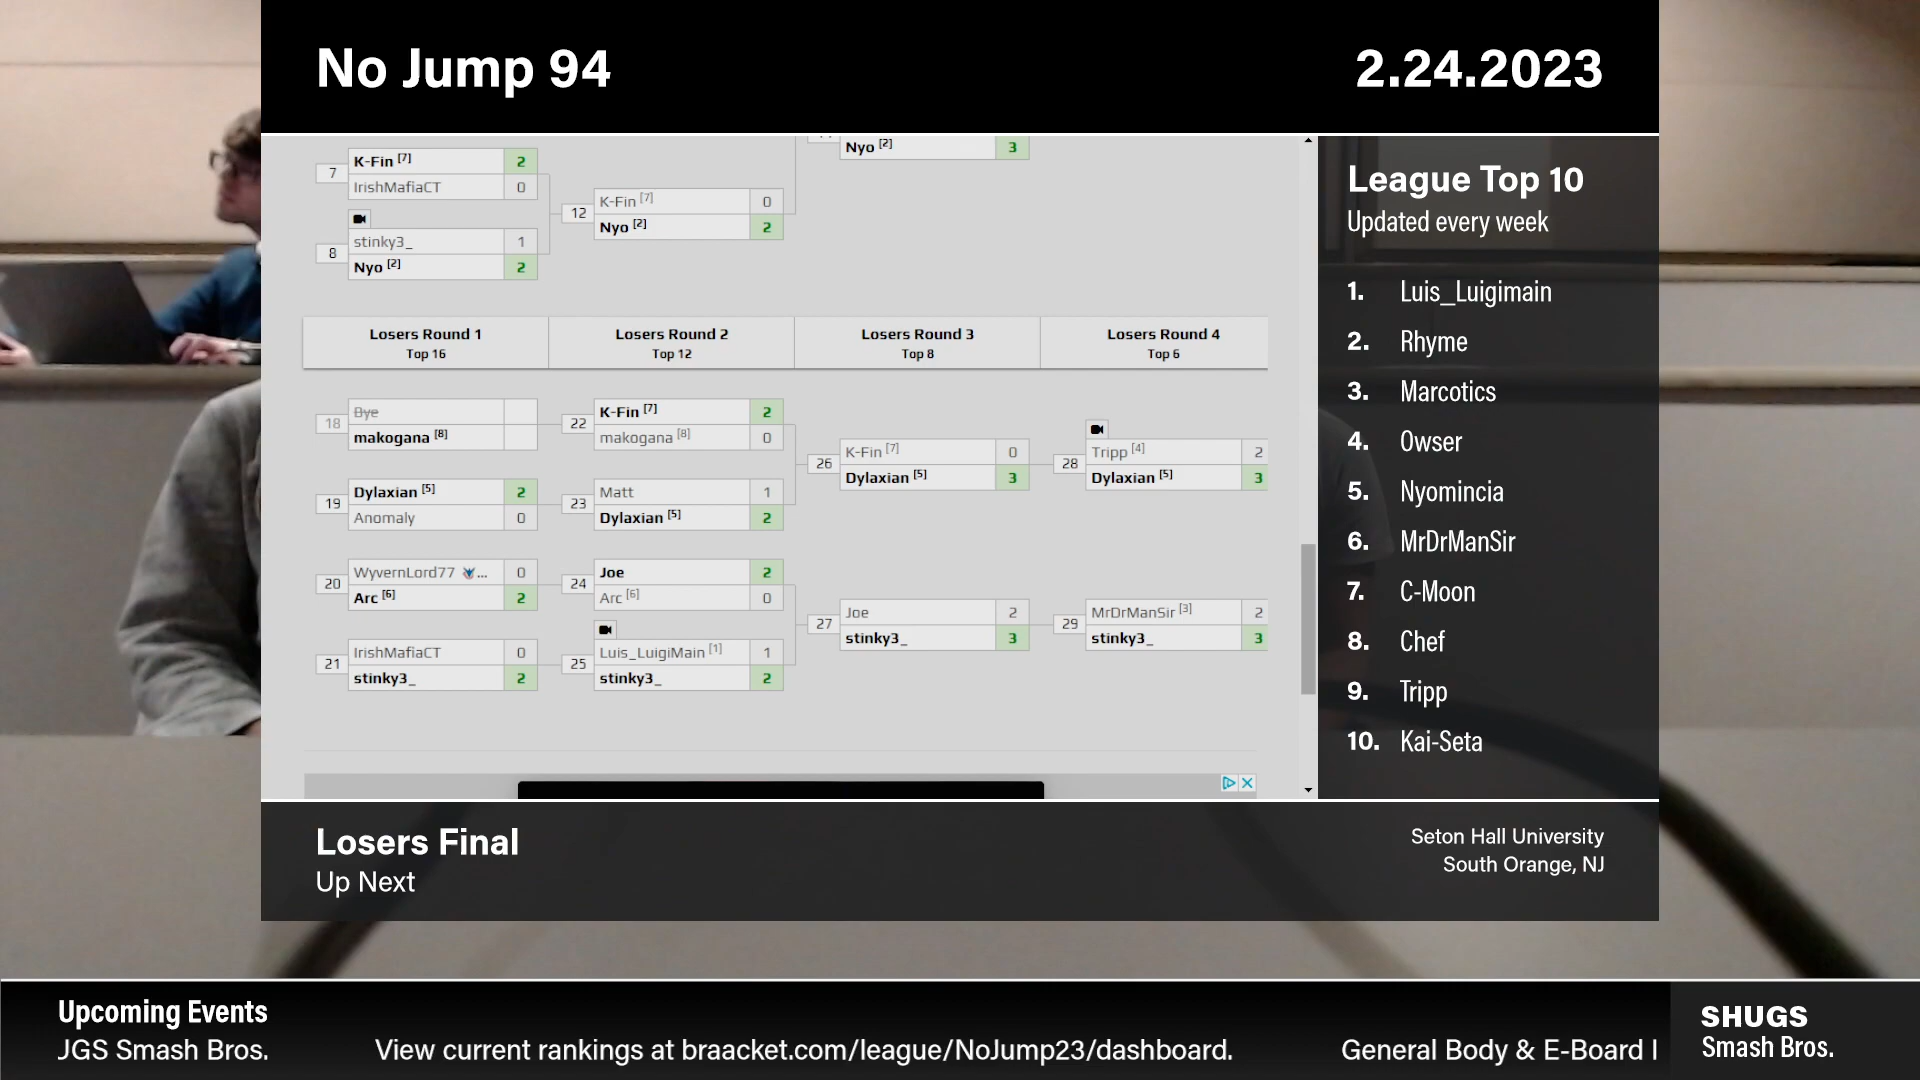 No Jump 94
2.24.2023
Nyo [2] 3
7 K-Fin [7] 2
IrishMafiaCT 0
8 stinky3_ 1
Nyo [2] 2
12 K-Fin [7] 0
Nyo [2] 2
Losers Round 1
Top 16
Losers Round 2
Top 12
Losers Round 3
Top 8
Losers Round 4
Top 6
18 Bye
makogana [8]
19 Dylaxian [5] 2
Anomaly 0
20 WyvernLord77 ... 0
Arc [6] 2
21 IrishMafiaCT 0
stinky3_ 2
22 K-Fin [7] 2
makogana [8] 0
23 Matt 1
Dylaxian [5] 2
24 Joe 2
Arc [6] 0
25 Luis_LuigiMain [1] 1
stinky3_ 2
26 K-Fin [7] 0
Dylaxian [5] 3
27 Joe 2
stinky3_ 3
28 Tripp [4] 2
Dylaxian [5] 3
29 MrDrManSir [3] 2
stinky3_ 3
League Top 10
Updated every week
1. Luis_Luigimain
2. Rhyme
3. Marcotics
4. Owser
5. Nyomincia
6. MrDrManSir
7. C-Moon
8. Chef
9. Tripp
10. Kai-Seta
Losers Final
Up Next
Seton Hall University
South Orange, NJ
Upcoming Events
JGS Smash Bros.
View current rankings at braacket.com/league/NoJump23/dashboard.
General Body & E-Board
SHUGS
Smash Bros.